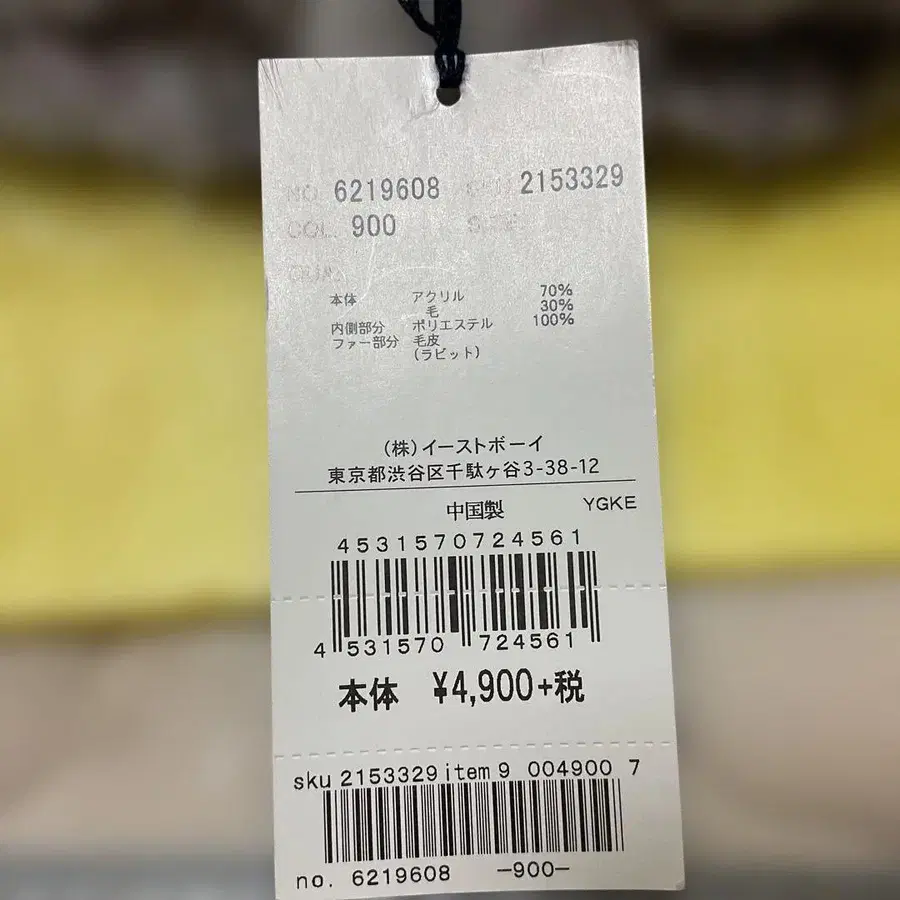 NO. 6219608 SKU 2153329
COL. 900 SIZE
本体 アクリル 70%
毛 30%
内側部分 ポリエステル 100%
ファー部分 毛皮
(ラビット)
(株)イーストボーイ
東京都渋谷区千駄ヶ谷3-38-12
中国製 YGKE
4531570724561
4 531570 724561
本体 ¥4,900+税
sku 2153329 item 9 004900 7
no. 6219608 -900-